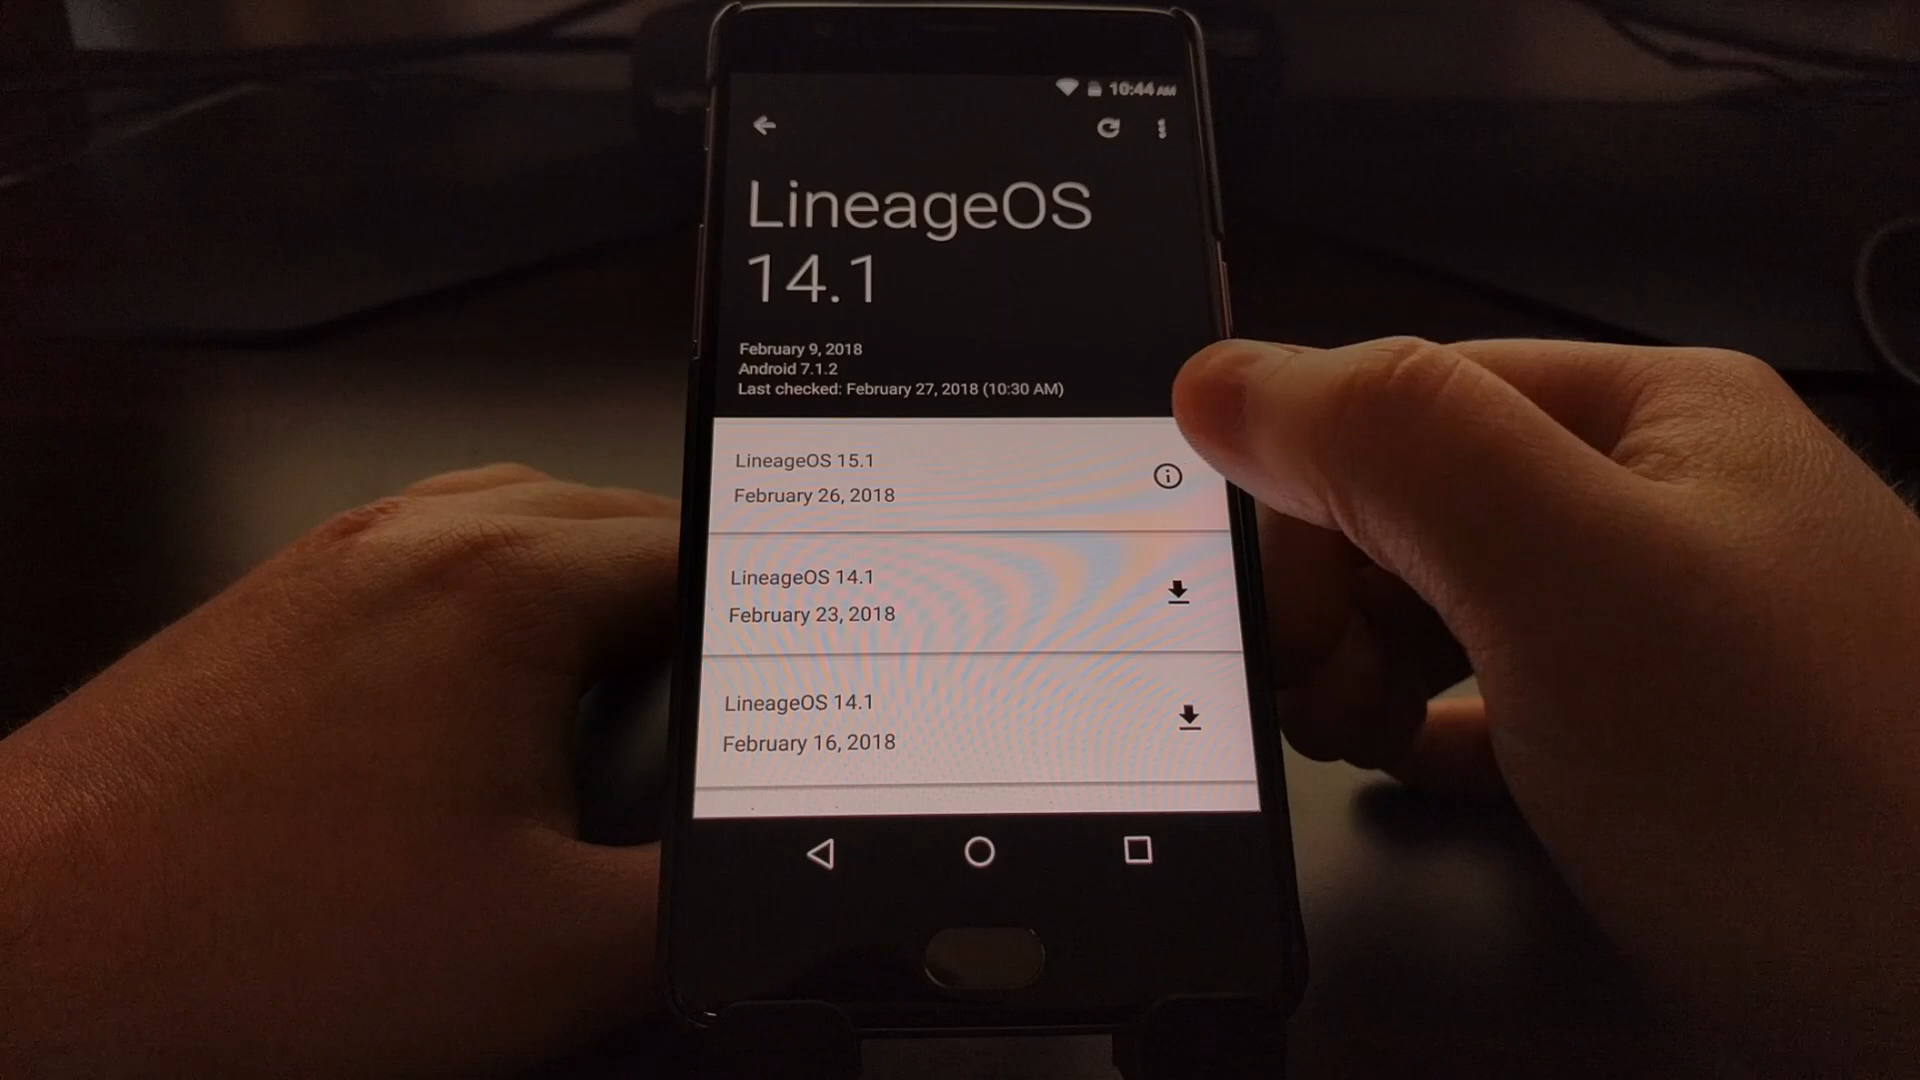 10:44 AM
LineageOS
14.1
February 9, 2018
Android 7.1.2
Last checked: February 27, 2018 (10:30 AM)
LineageOS 15.1
February 26, 2018
LineageOS 14.1
February 23, 2018
LineageOS 14.1
February 16, 2018